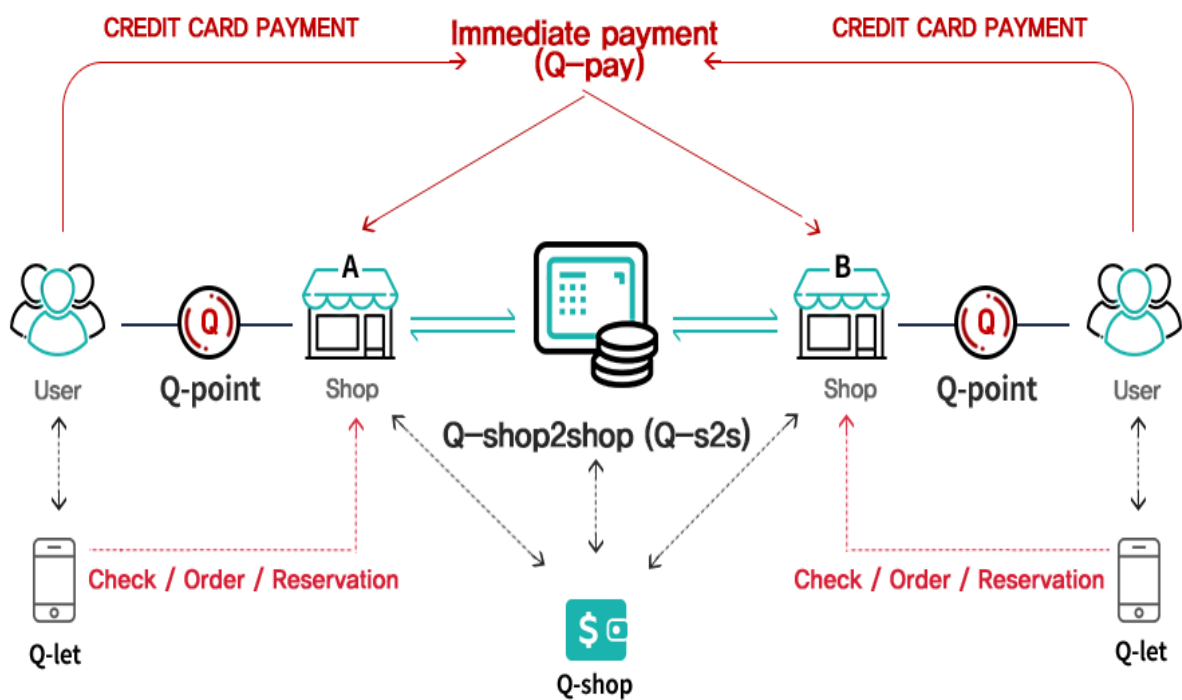 CREDIT CARD PAYMENT
Immediate payment
(Q-pay)
CREDIT CARD PAYMENT
A
B
Q
Q
User
Q-point
Shop
Shop
Q-point
User
Q-shop2shop (Q-s2s)
Check / Order / Reservation
Check / Order / Reservation
$
Q-let
Q-shop
Q-let